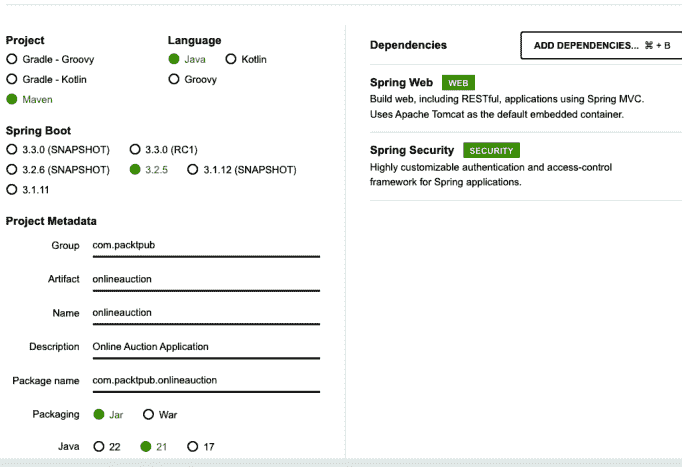 Project
Gradle - Groovy
Gradle - Kotlin
Maven
Language
Java Kotlin
Groovy
Spring Boot
3.3.0 (SNAPSHOT) 3.3.0 (RC1)
3.2.6 (SNAPSHOT) 3.2.5 3.1.12 (SNAPSHOT)
3.1.11
Project Metadata
Group com.packtpub
Artifact onlineauction
Name onlineauction
Description Online Auction Application
Package name com.packtpub.onlineauction
Packaging Jar War
Java 22 21 17
Dependencies
ADD DEPENDENCIES... ⌘ + B
Spring Web WEB
Build web, including RESTful, applications using Spring MVC.
Uses Apache Tomcat as the default embedded container.
Spring Security SECURITY
Highly customizable authentication and access-control
framework for Spring applications.